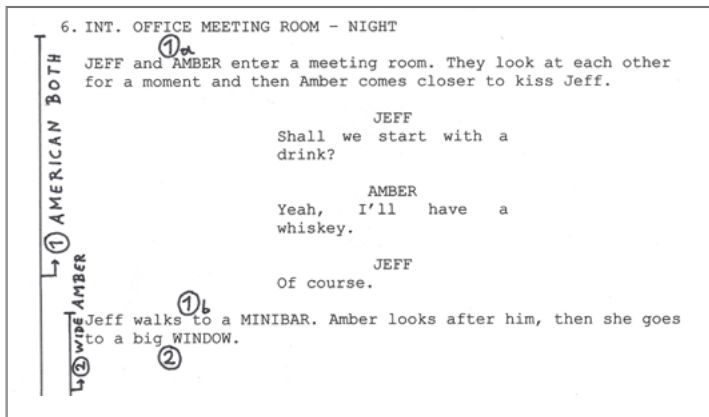 6. INT. OFFICE MEETING ROOM – NIGHT
①a
JEFF and AMBER enter a meeting room. They look at each other
for a moment and then Amber comes closer to kiss Jeff.
JEFF
Shall we start with a
drink?
AMBER
Yeah, I'll have a
whiskey.
JEFF
Of course.
①b
Jeff walks to a MINIBAR. Amber looks after him, then she goes
to a big WINDOW.
②
① AMERICAN BOTH
② WIDE AMBER